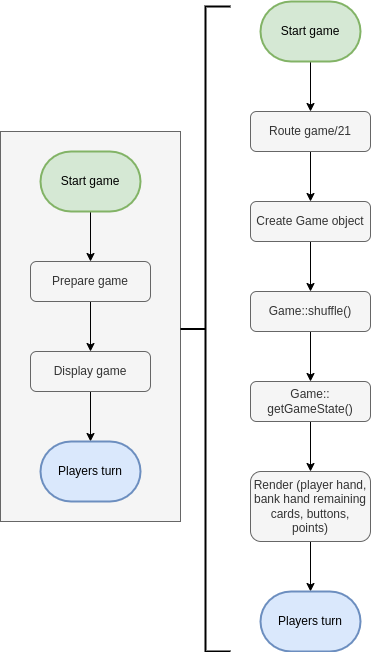 Start game
Prepare game
Display game
Players turn
Start game
Route game/21
Create Game object
Game::shuffle()
Game::
getGameState()
Render (player hand,
bank hand remaining
cards, buttons,
points)
Players turn